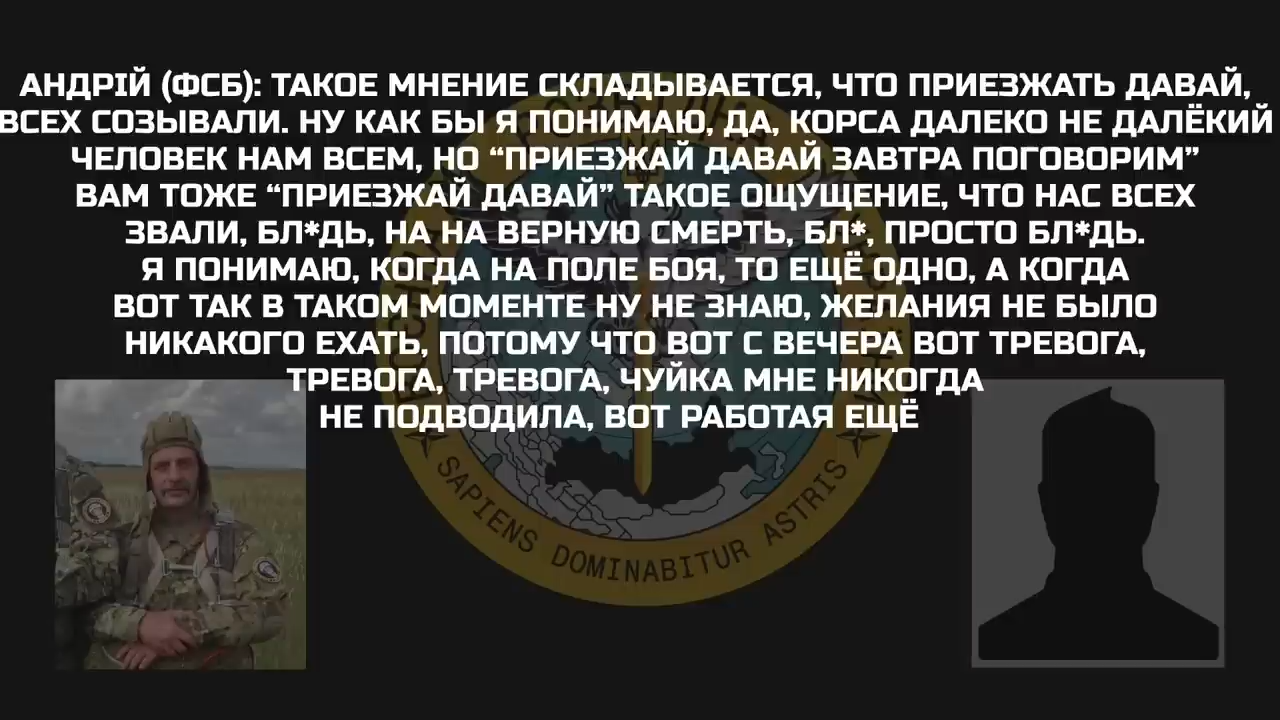 АНДРІЙ (ФСБ): ТАКОЕ МНЕНИЕ СКЛАДЫВАЕТСЯ, ЧТО ПРИЕЗЖАТЬ ДАВАЙ,
ВСЕХ СОЗЫВАЛИ. НУ КАК БЫ Я ПОНИМАЮ, ДА, КОРСА ДАЛЕКО НЕ ДАЛЁКИЙ
ЧЕЛОВЕК НАМ ВСЕМ, НО “ПРИЕЗЖАЙ ДАВАЙ ЗАВТРА ПОГОВОРИМ”
ВАМ ТОЖЕ “ПРИЕЗЖАЙ ДАВАЙ” ТАКОЕ ОЩУЩЕНИЕ, ЧТО НАС ВСЕХ
ЗВАЛИ, БЛ*ДЬ, НА НА ВЕРНУЮ СМЕРТЬ, БЛ*, ПРОСТО БЛ*ДЬ.
Я ПОНИМАЮ, КОГДА НА ПОЛЕ БОЯ, ТО ЕЩЁ ОДНО, А КОГДА
ВОТ ТАК В ТАКОМ МОМЕНТЕ НУ НЕ ЗНАЮ, ЖЕЛАНИЯ НЕ БЫЛО
НИКАКОГО ЕХАТЬ, ПОТОМУ ЧТО ВОТ С ВЕЧЕРА ВОТ ТРЕВОГА,
ТРЕВОГА, ТРЕВОГА, ЧУЙКА МНЕ НИКОГДА
НЕ ПОДВОДИЛА, ВОТ РАБОТАЯ ЕЩЁ
SAPIENS DOMINABITUR ASTRIS